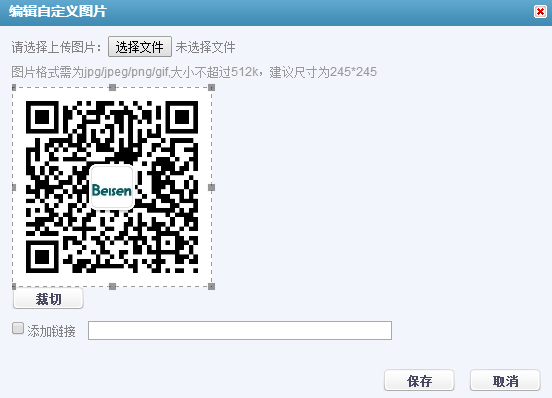 编辑自定义图片
请选择上传图片： 选择文件 未选择文件
图片格式需为jpg/jpeg/png/gif,大小不超过512k，建议尺寸为245*245
Beisen
裁切
添加链接
保存 取消